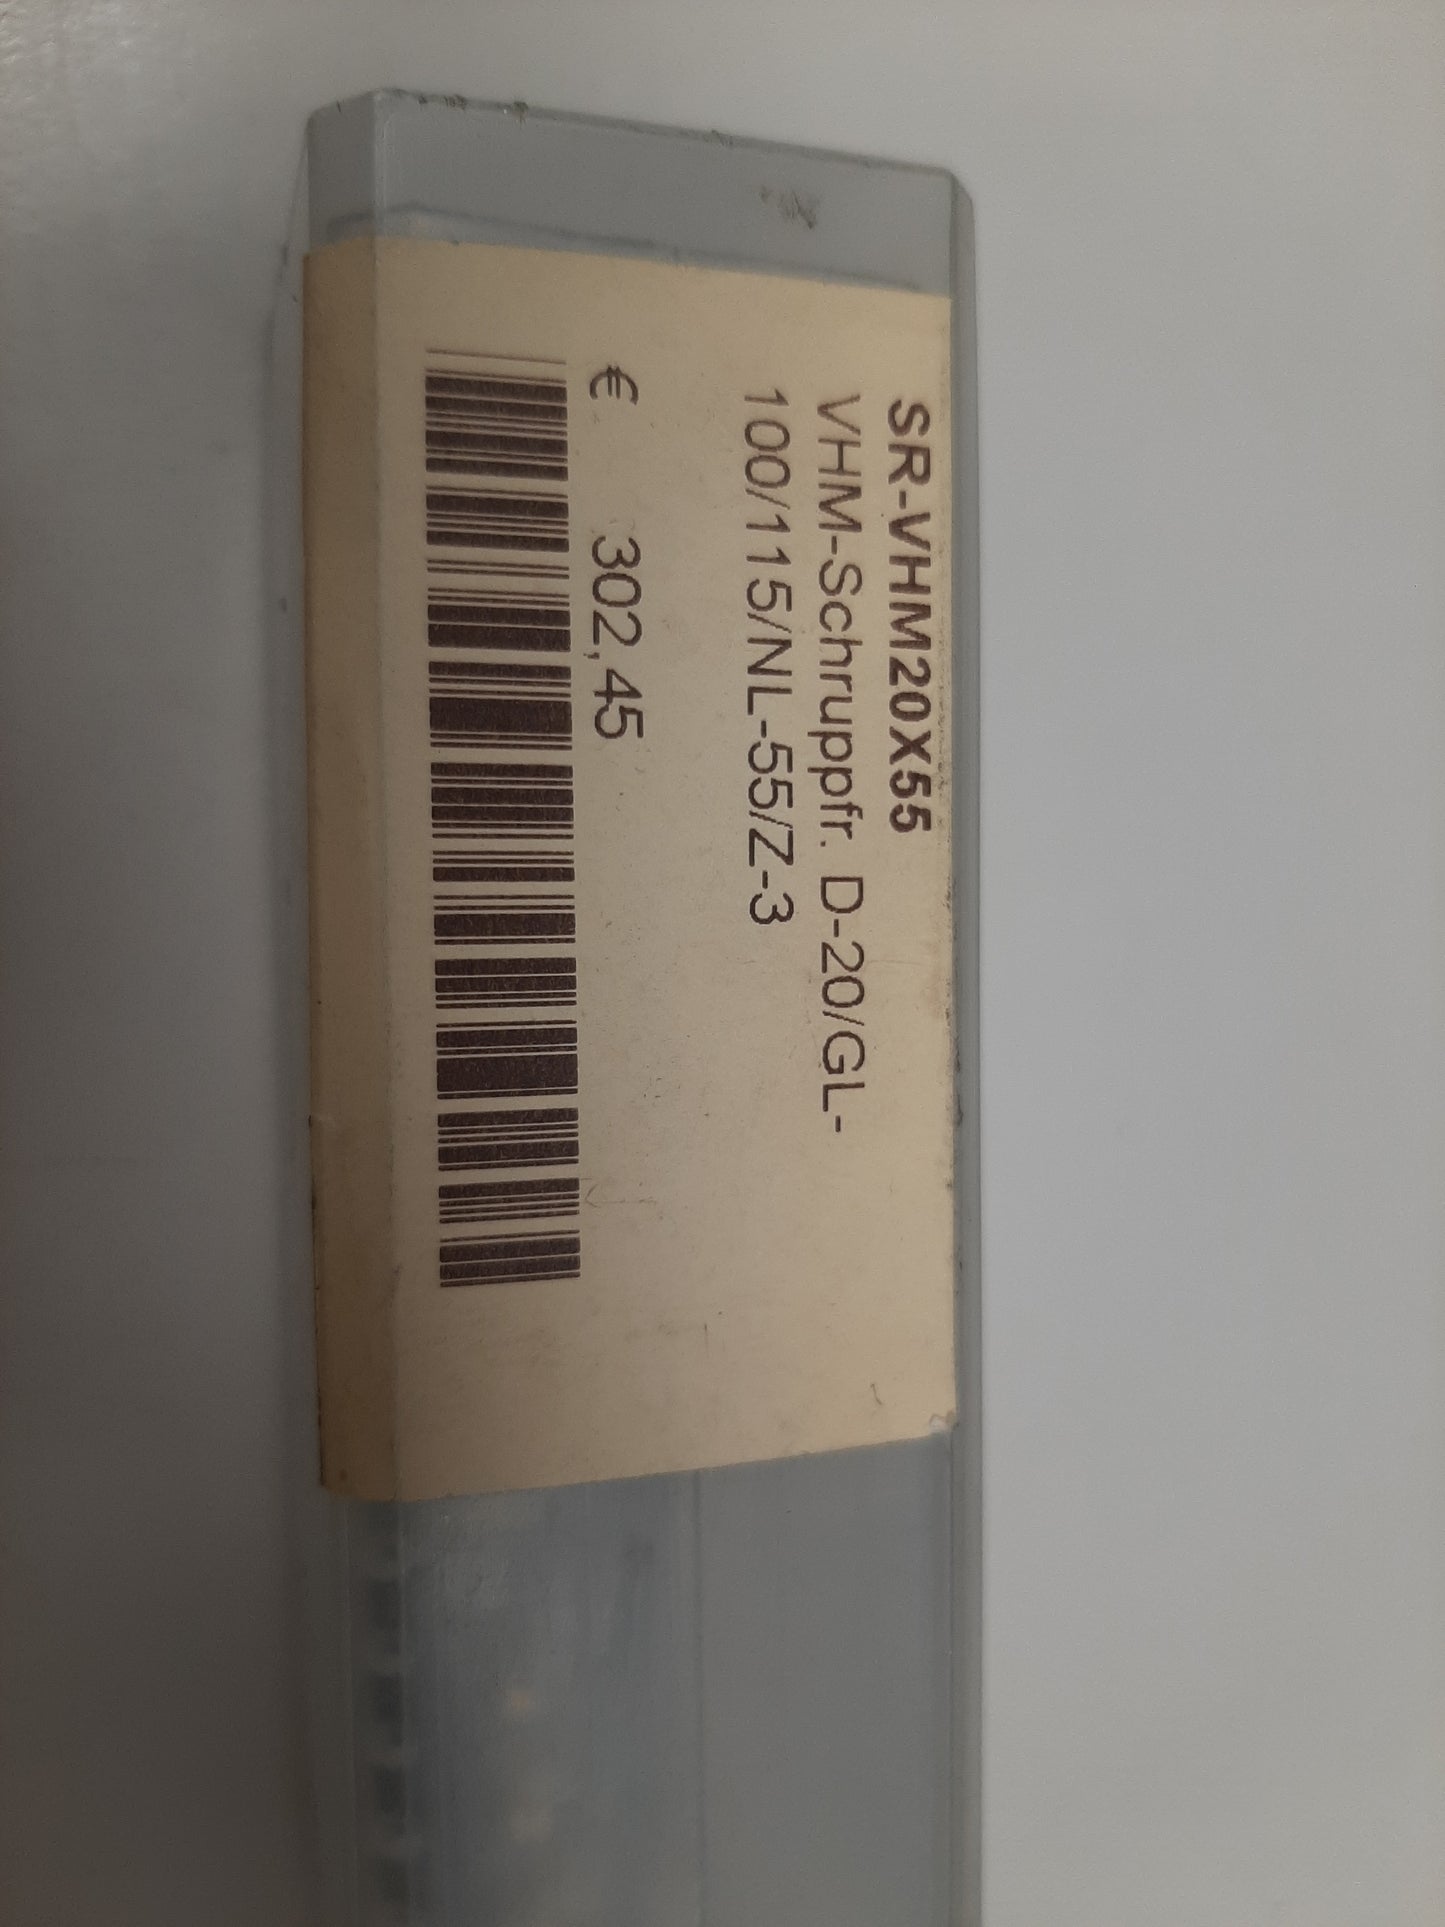 SR-VHM20X55
VHM-Schruppfr. D-20/GL-
100/115/NL-55/Z-3
€ 302,45